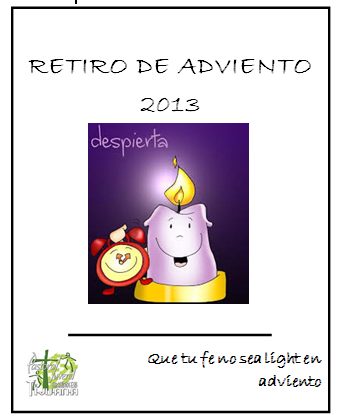 RETIRO DE ADVIENTO
2013
despierta
Que tu fe no sea light en
adviento